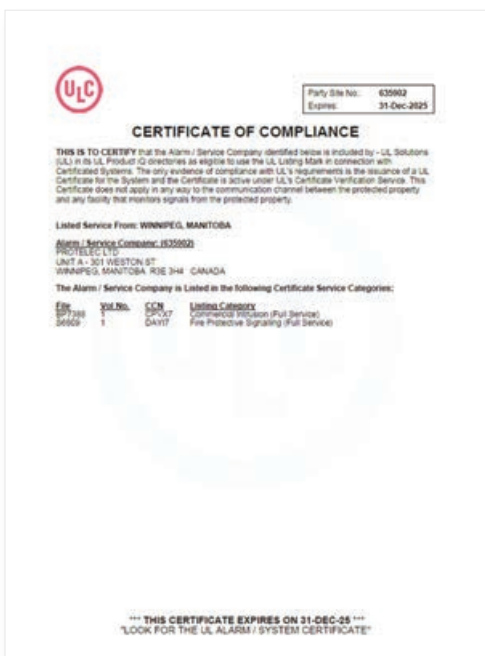 ULC
Party Site No.: 635902
Expires: 31-Dec-2025
CERTIFICATE OF COMPLIANCE
THIS IS TO CERTIFY that the Alarm / Service Company identified below is included by - UL Solutions
(UL) in its UL Product iQ directories as eligible to use the UL Listing Mark in connection with
Certificated Systems. The only evidence of compliance with UL's requirements is the issuance of a UL
Certificate for the System and the Certificate is active under UL's Certificate Verification Service. This
Certificate does not apply in any way to the communication channel between the protected property
and any facility that monitors signals from the protected property.
Listed Service From: WINNIPEG, MANITOBA
Alarm / Service Company: (635902)
PROTELEC LTD
UNIT A - 301 WESTON ST
WINNIPEG, MANITOBA R3E 3H4 CANADA
The Alarm / Service Company is Listed in the following Certificate Service Categories:
File Vol No. CCN Listing Category
BP7388 1 CPVX7 Commercial Intrusion (Full Service)
1 DAYI7 Fire Protective Signaling (Full Service)
*** THIS CERTIFICATE EXPIRES ON 31-DEC-25 ***
"LOOK FOR THE UL ALARM / SYSTEM CERTIFICATE"